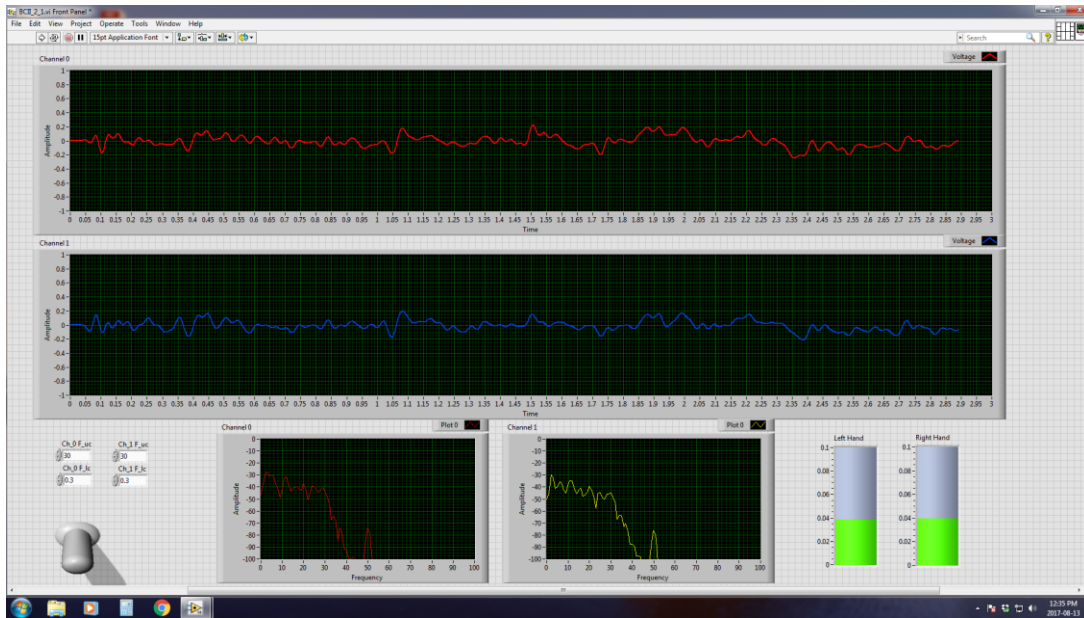 BCII_2_1.vi Front Panel *
File Edit View Project Operate Tools Window Help
15pt Application Font
Search
Channel 0
Voltage
Amplitude
1
0.8
0.6
0.4
0.2
0
-0.2
-0.4
-0.6
-0.8
-1
0 0.05 0.1 0.15 0.2 0.25 0.3 0.35 0.4 0.45 0.5 0.55 0.6 0.65 0.7 0.75 0.8 0.85 0.9 0.95 1 1.05 1.1 1.15 1.2 1.25 1.3 1.35 1.4 1.45 1.5 1.55 1.6 1.65 1.7 1.75 1.8 1.85 1.9 1.95 2 2.05 2.1 2.15 2.2 2.25 2.3 2.35 2.4 2.45 2.5 2.55 2.6 2.65 2.7 2.75 2.8 2.85 2.9 2.95 3
Time
Channel 1
Voltage
Amplitude
1
0.8
0.6
0.4
0.2
0
-0.2
-0.4
-0.6
-0.8
-1
0 0.05 0.1 0.15 0.2 0.25 0.3 0.35 0.4 0.45 0.5 0.55 0.6 0.65 0.7 0.75 0.8 0.85 0.9 0.95 1 1.05 1.1 1.15 1.2 1.25 1.3 1.35 1.4 1.45 1.5 1.55 1.6 1.65 1.7 1.75 1.8 1.85 1.9 1.95 2 2.05 2.1 2.15 2.2 2.25 2.3 2.35 2.4 2.45 2.5 2.55 2.6 2.65 2.7 2.75 2.8 2.85 2.9 2.95 3
Time
Ch_0 F_uc Ch_1 F_uc
30 30
Ch_0 F_lc Ch_1 F_lc
0.3 0.3
Channel 0
Plot 0
Amplitude
0
-10
-20
-30
-40
-50
-60
-70
-80
-90
-100
0 10 20 30 40 50 60 70 80 90 100
Frequency
Channel 1
Plot 0
Amplitude
0
-10
-20
-30
-40
-50
-60
-70
-80
-90
-100
0 10 20 30 40 50 60 70 80 90 100
Frequency
Left Hand
0.1
0.08
0.06
0.04
0.02
0
Right Hand
0.1
0.08
0.06
0.04
0.02
0
12:35 PM
2017-08-13